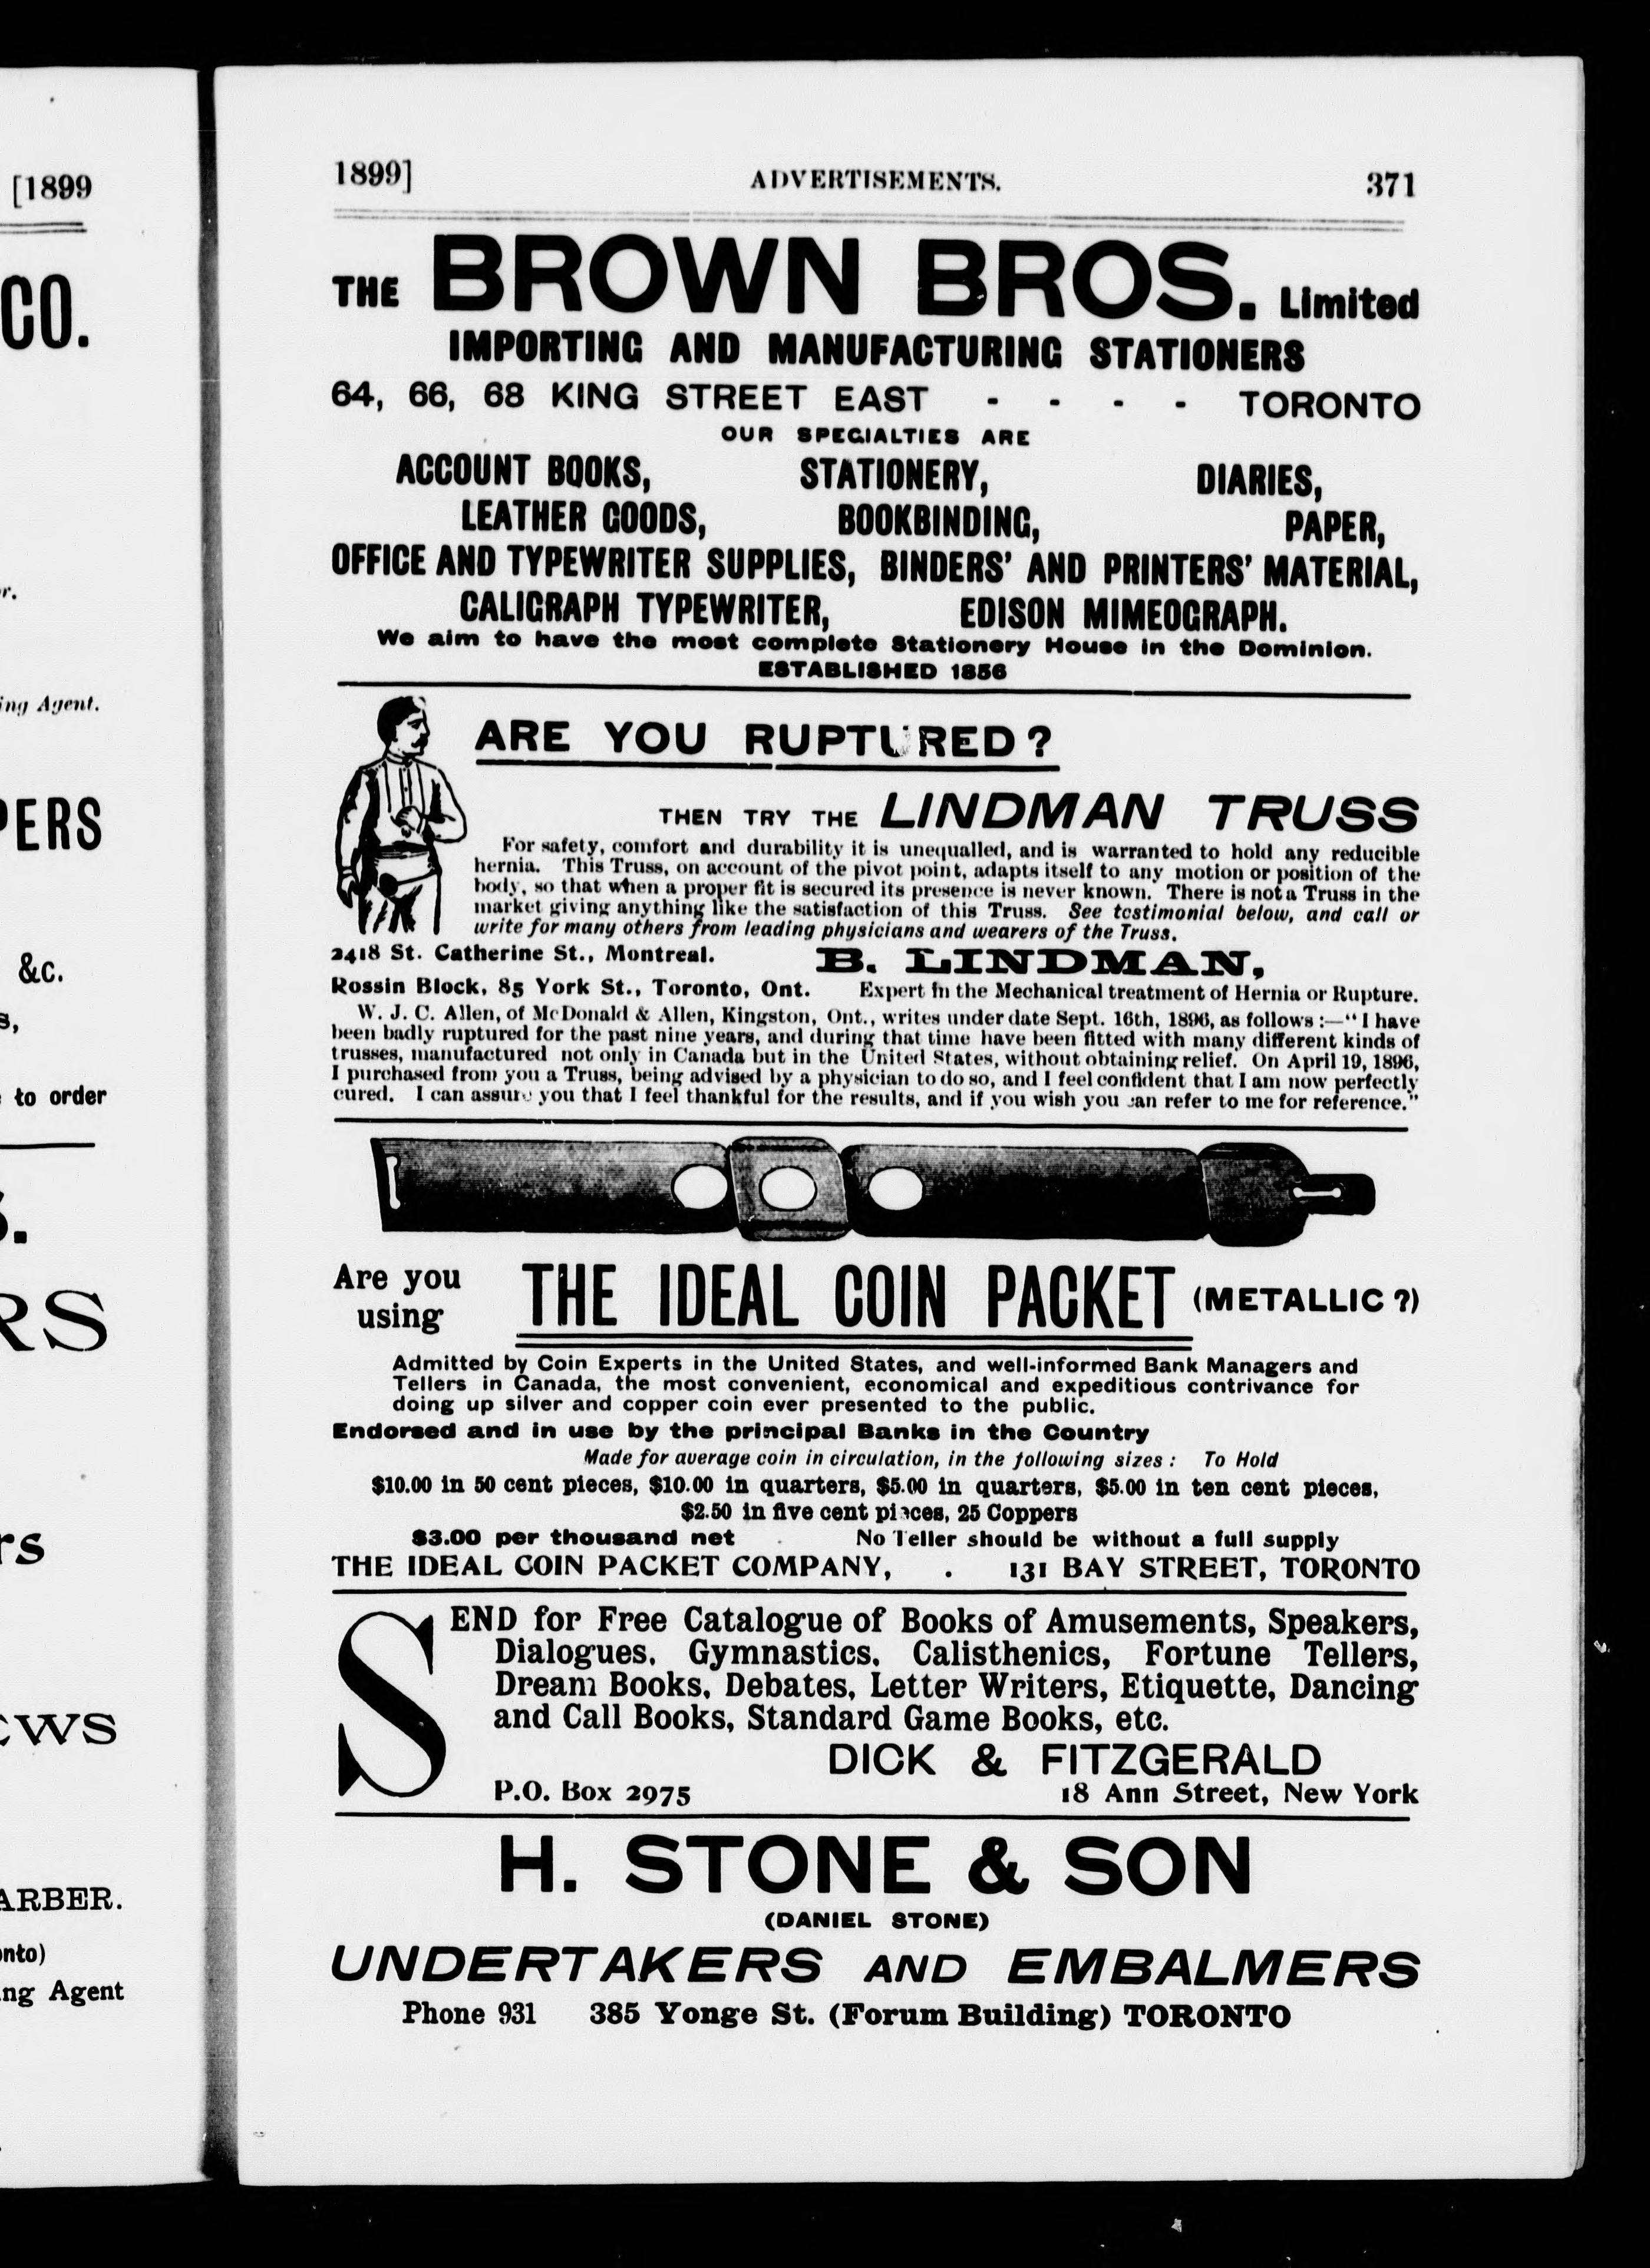 [1899
CO.
r.
ing Agent.
PERS
&c.
s,
to order
S.
RS
rs
EWS
ARBER.
onto)
ng Agent
1899] ADVERTISEMENTS. 371
THE BROWN BROS. Limited
IMPORTING AND MANUFACTURING STATIONERS
64, 66, 68 KING STREET EAST - - - - TORONTO
OUR SPECIALTIES ARE
ACCOUNT BOOKS, STATIONERY, DIARIES,
LEATHER GOODS, BOOKBINDING, PAPER,
OFFICE AND TYPEWRITER SUPPLIES, BINDERS' AND PRINTERS' MATERIAL,
CALIGRAPH TYPEWRITER, EDISON MIMEOGRAPH.
We aim to have the most complete Stationery House in the Dominion.
ESTABLISHED 1856
ARE YOU RUPTURED?
THEN TRY THE LINDMAN TRUSS
For safety, comfort and durability it is unequalled, and is warranted to hold any reducible
hernia. This Truss, on account of the pivot point, adapts itself to any motion or position of the
body, so that when a proper fit is secured its presence is never known. There is not a Truss in the
market giving anything like the satisfaction of this Truss. See testimonial below, and call or
write for many others from leading physicians and wearers of the Truss.
2418 St. Catherine St., Montreal. B. LINDMAN,
Rossin Block, 85 York St., Toronto, Ont. Expert in the Mechanical treatment of Hernia or Rupture.
W. J. C. Allen, of McDonald & Allen, Kingston, Ont., writes under date Sept. 16th, 1896, as follows :—"I have
been badly ruptured for the past nine years, and during that time have been fitted with many different kinds of
trusses, manufactured not only in Canada but in the United States, without obtaining relief. On April 19, 1896,
I purchased from you a Truss, being advised by a physician to do so, and I feel confident that I am now perfectly
cured. I can assure you that I feel thankful for the results, and if you wish you can refer to me for reference."
Are you using THE IDEAL COIN PACKET (METALLIC ?)
Admitted by Coin Experts in the United States, and well-informed Bank Managers and
Tellers in Canada, the most convenient, economical and expeditious contrivance for
doing up silver and copper coin ever presented to the public.
Endorsed and in use by the principal Banks in the Country
Made for average coin in circulation, in the following sizes : To Hold
$10.00 in 50 cent pieces, $10.00 in quarters, $5.00 in quarters, $5.00 in ten cent pieces,
$2.50 in five cent pieces, 25 Coppers
$3.00 per thousand net No Teller should be without a full supply
THE IDEAL COIN PACKET COMPANY, . 131 BAY STREET, TORONTO
SEND for Free Catalogue of Books of Amusements, Speakers,
Dialogues, Gymnastics, Calisthenics, Fortune Tellers,
Dream Books, Debates, Letter Writers, Etiquette, Dancing
and Call Books, Standard Game Books, etc.
DICK & FITZGERALD
P.O. Box 2975 18 Ann Street, New York
H. STONE & SON
(DANIEL STONE)
UNDERTAKERS AND EMBALMERS
Phone 931 385 Yonge St. (Forum Building) TORONTO